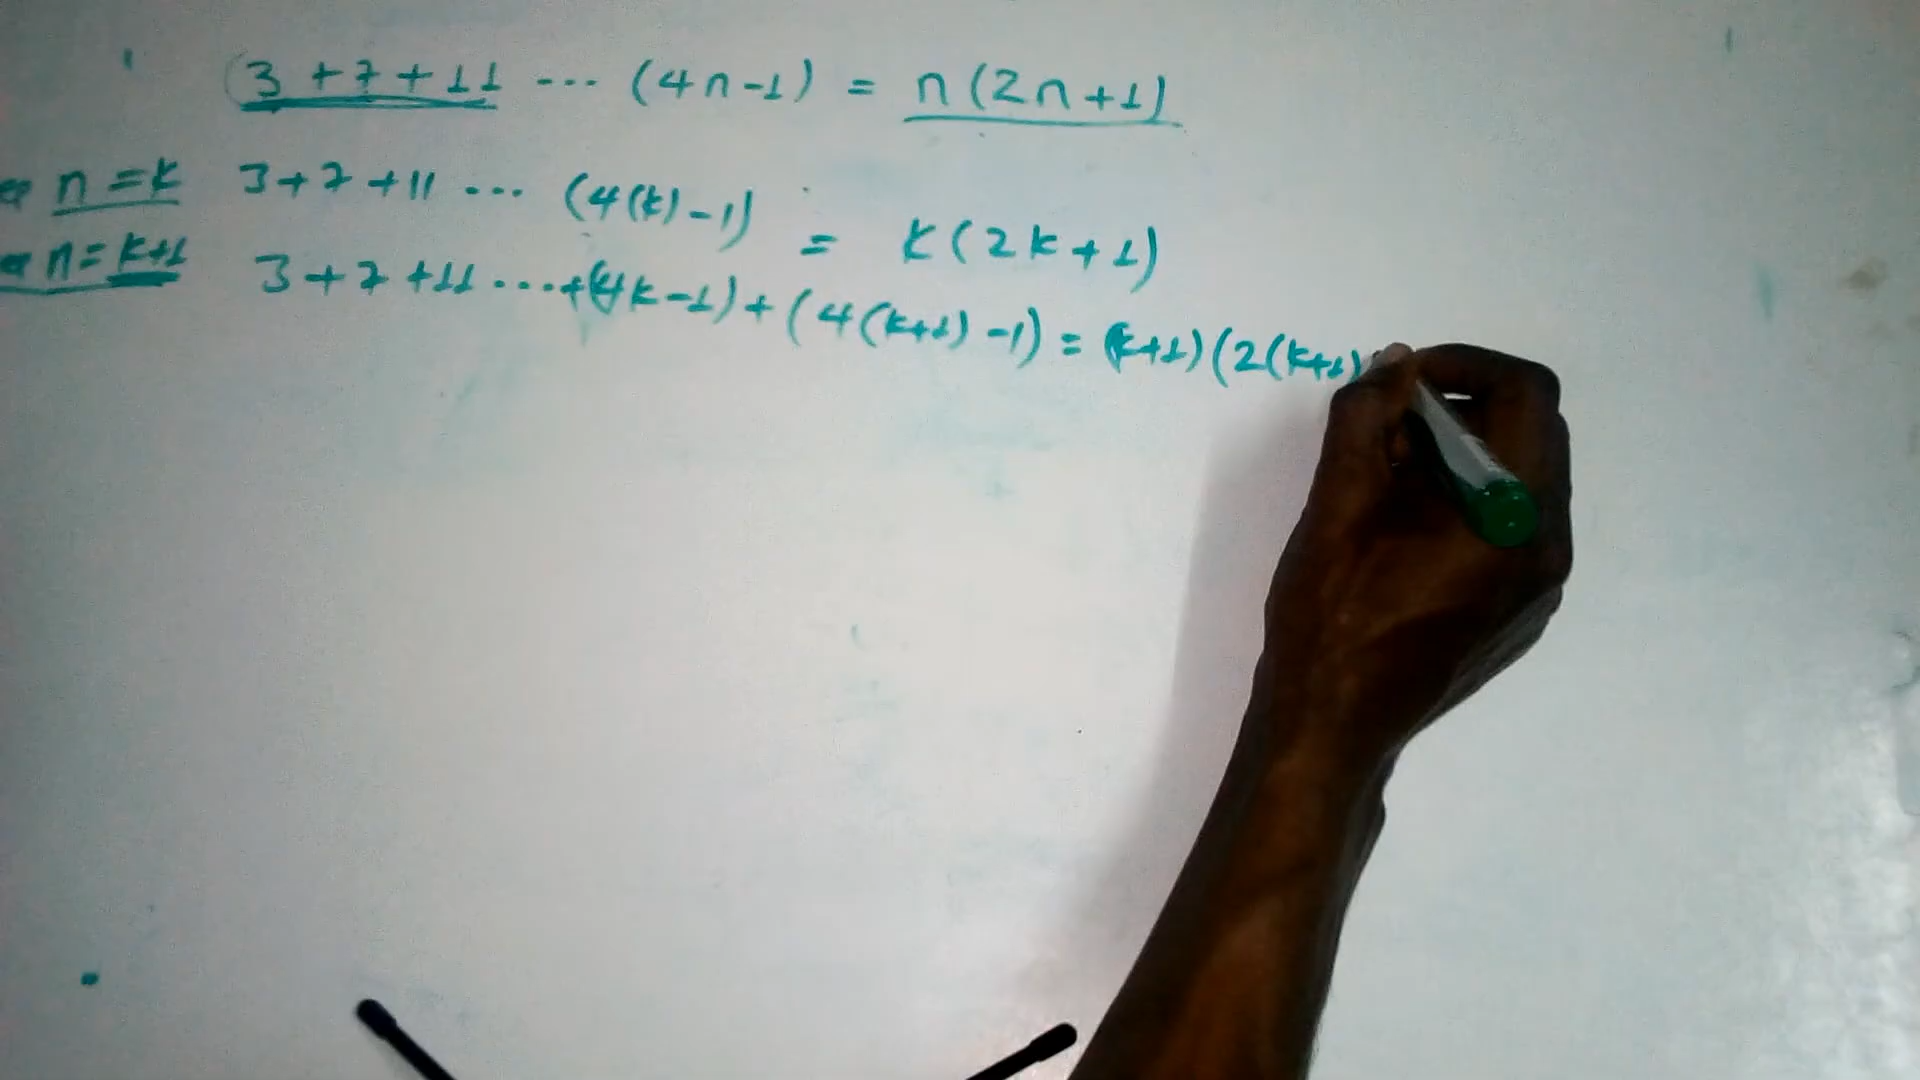 3 + 7 + 11 ... (4n-1) = n(2n+1)
n = k 3+7+11 ... (4(k)-1) = k(2k+1)
n = k+1 3+7+11 ...+(4k-1)+(4(k+1)-1) = (k+1)(2(k+1)